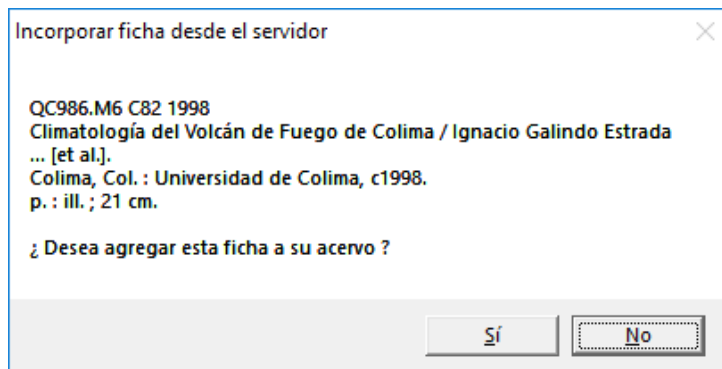 Incorporar ficha desde el servidor
QC986.M6 C82 1998
Climatología del Volcán de Fuego de Colima / Ignacio Galindo Estrada
... [et al.].
Colima, Col. : Universidad de Colima, c1998.
p. : ill. ; 21 cm.
¿ Desea agregar esta ficha a su acervo ?
Sí No